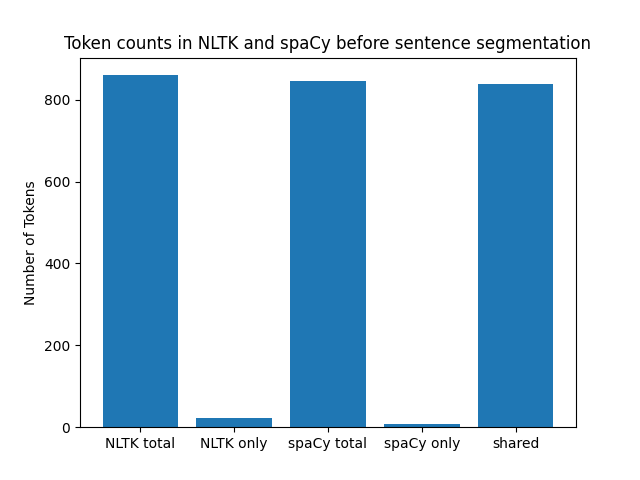 Token counts in NLTK and spaCy before sentence segmentation
Number of Tokens
800
600
400
200
0
NLTK total NLTK only spaCy total spaCy only shared